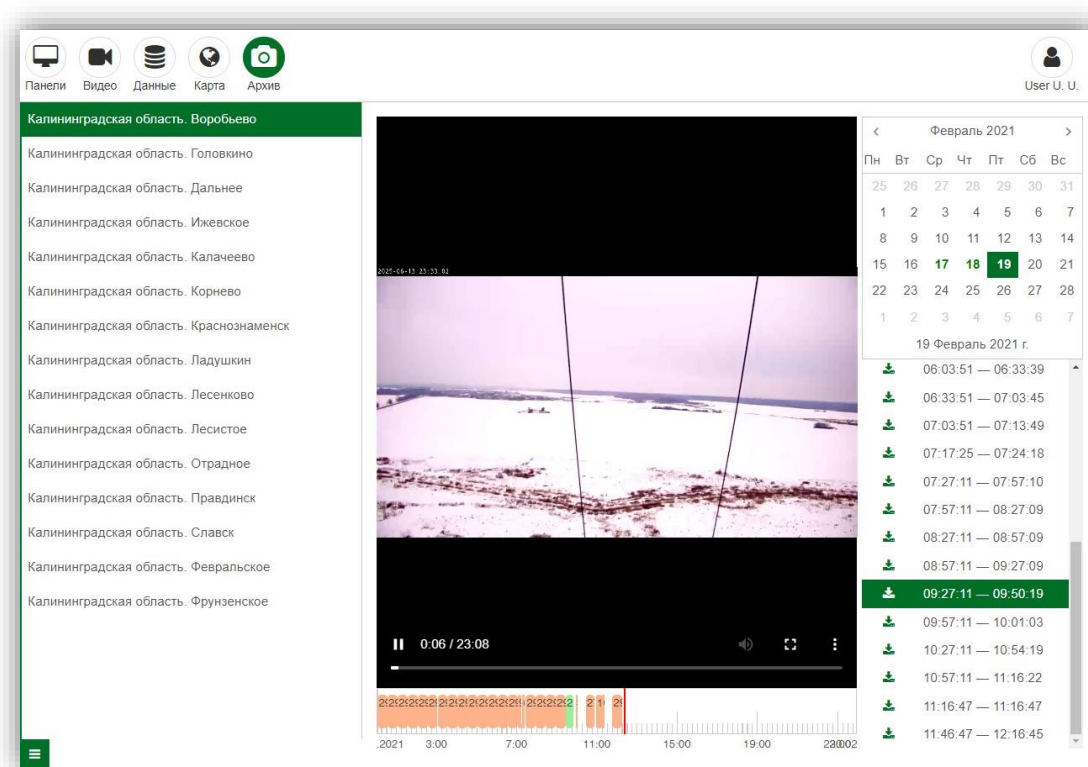 Панели Видео Данные Карта Архив User U. U.
Калининградская область. Воробьево
Калининградская область. Головкино
Калининградская область. Дальнее
Калининградская область. Ижевское
Калининградская область. Калачеево
Калининградская область. Корнево
Калининградская область. Краснознаменск
Калининградская область. Ладушкин
Калининградская область. Лесенково
Калининградская область. Лесистое
Калининградская область. Отрадное
Калининградская область. Правдинск
Калининградская область. Славск
Калининградская область. Февральское
Калининградская область. Фрунзенское
2025-06-13 23:33:02
0:06 / 23:08
.2021 3:00 7:00 11:00 15:00 19:00
Февраль 2021
Пн Вт Ср Чт Пт Сб Вс
25 26 27 28 29 30 31
1 2 3 4 5 6 7
8 9 10 11 12 13 14
15 16 17 18 19 20 21
22 23 24 25 26 27 28
1 2 3 4 5 6 7
19 Февраль 2021 г.
06:03:51 — 06:33:39
06:33:51 — 07:03:45
07:03:51 — 07:13:49
07:17:25 — 07:24:18
07:27:11 — 07:57:10
07:57:11 — 08:27:09
08:27:11 — 08:57:09
08:57:11 — 09:27:09
09:27:11 — 09:50:19
09:57:11 — 10:01:03
10:27:11 — 10:54:19
10:57:11 — 11:16:22
11:16:47 — 11:16:47
11:46:47 — 12:16:45